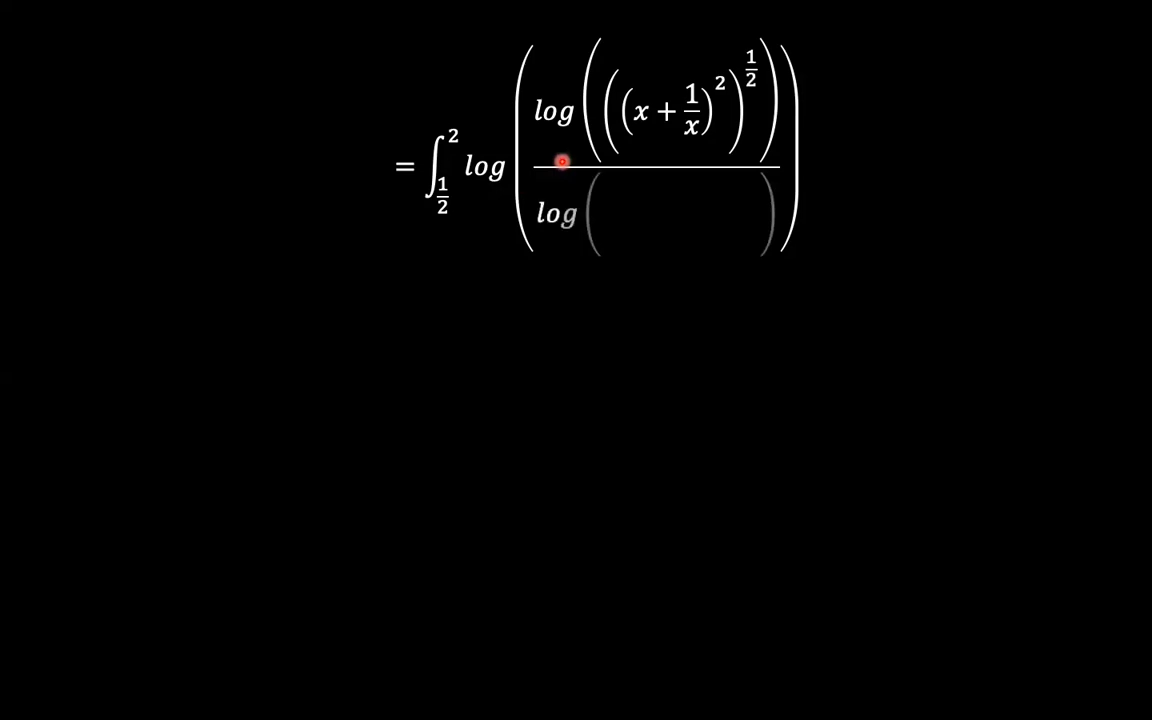 = ∫_{1/2}^{2} log ( log ( ( ( x + 1/x )^2 )^{1/2} ) / log ( ) )